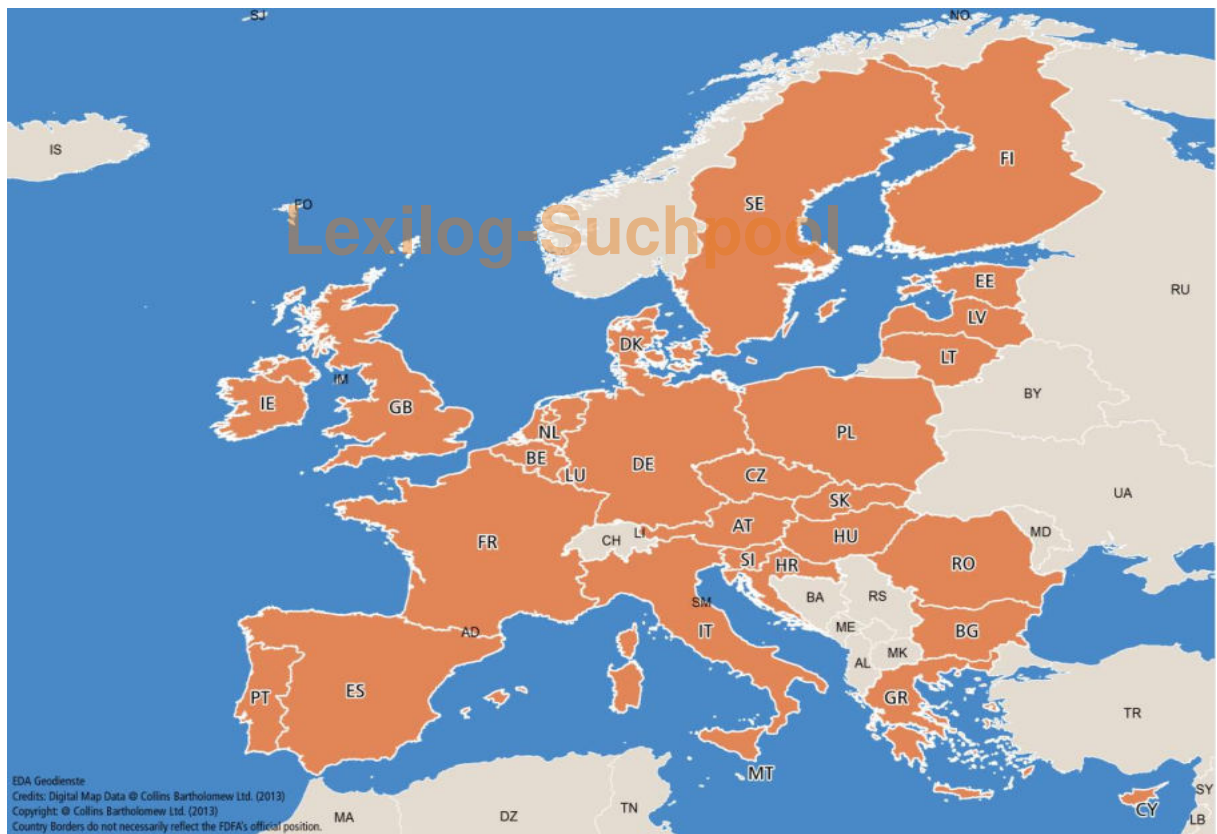 SJ
NO
IS
FO
Lexilog-Suchpool
FI
SE
EE
RU
LV
DK
LT
IM
IE
GB
BY
NL
PL
BE
DE
LU
CZ
UA
SK
AT
FR
CH
LI
HU
MD
SI
HR
RO
BA
RS
SM
ME
IT
BG
AD
MK
AL
PT
ES
GR
TR
MT
EDA Geodienste
Credits: Digital Map Data @ Collins Bartholomew Ltd. (2013)
Copyright: @ Collins Bartholomew Ltd. (2013)
Country Borders do not necessarily reflect the FDFA's official position.
MA
DZ
TN
CY
SY
LB